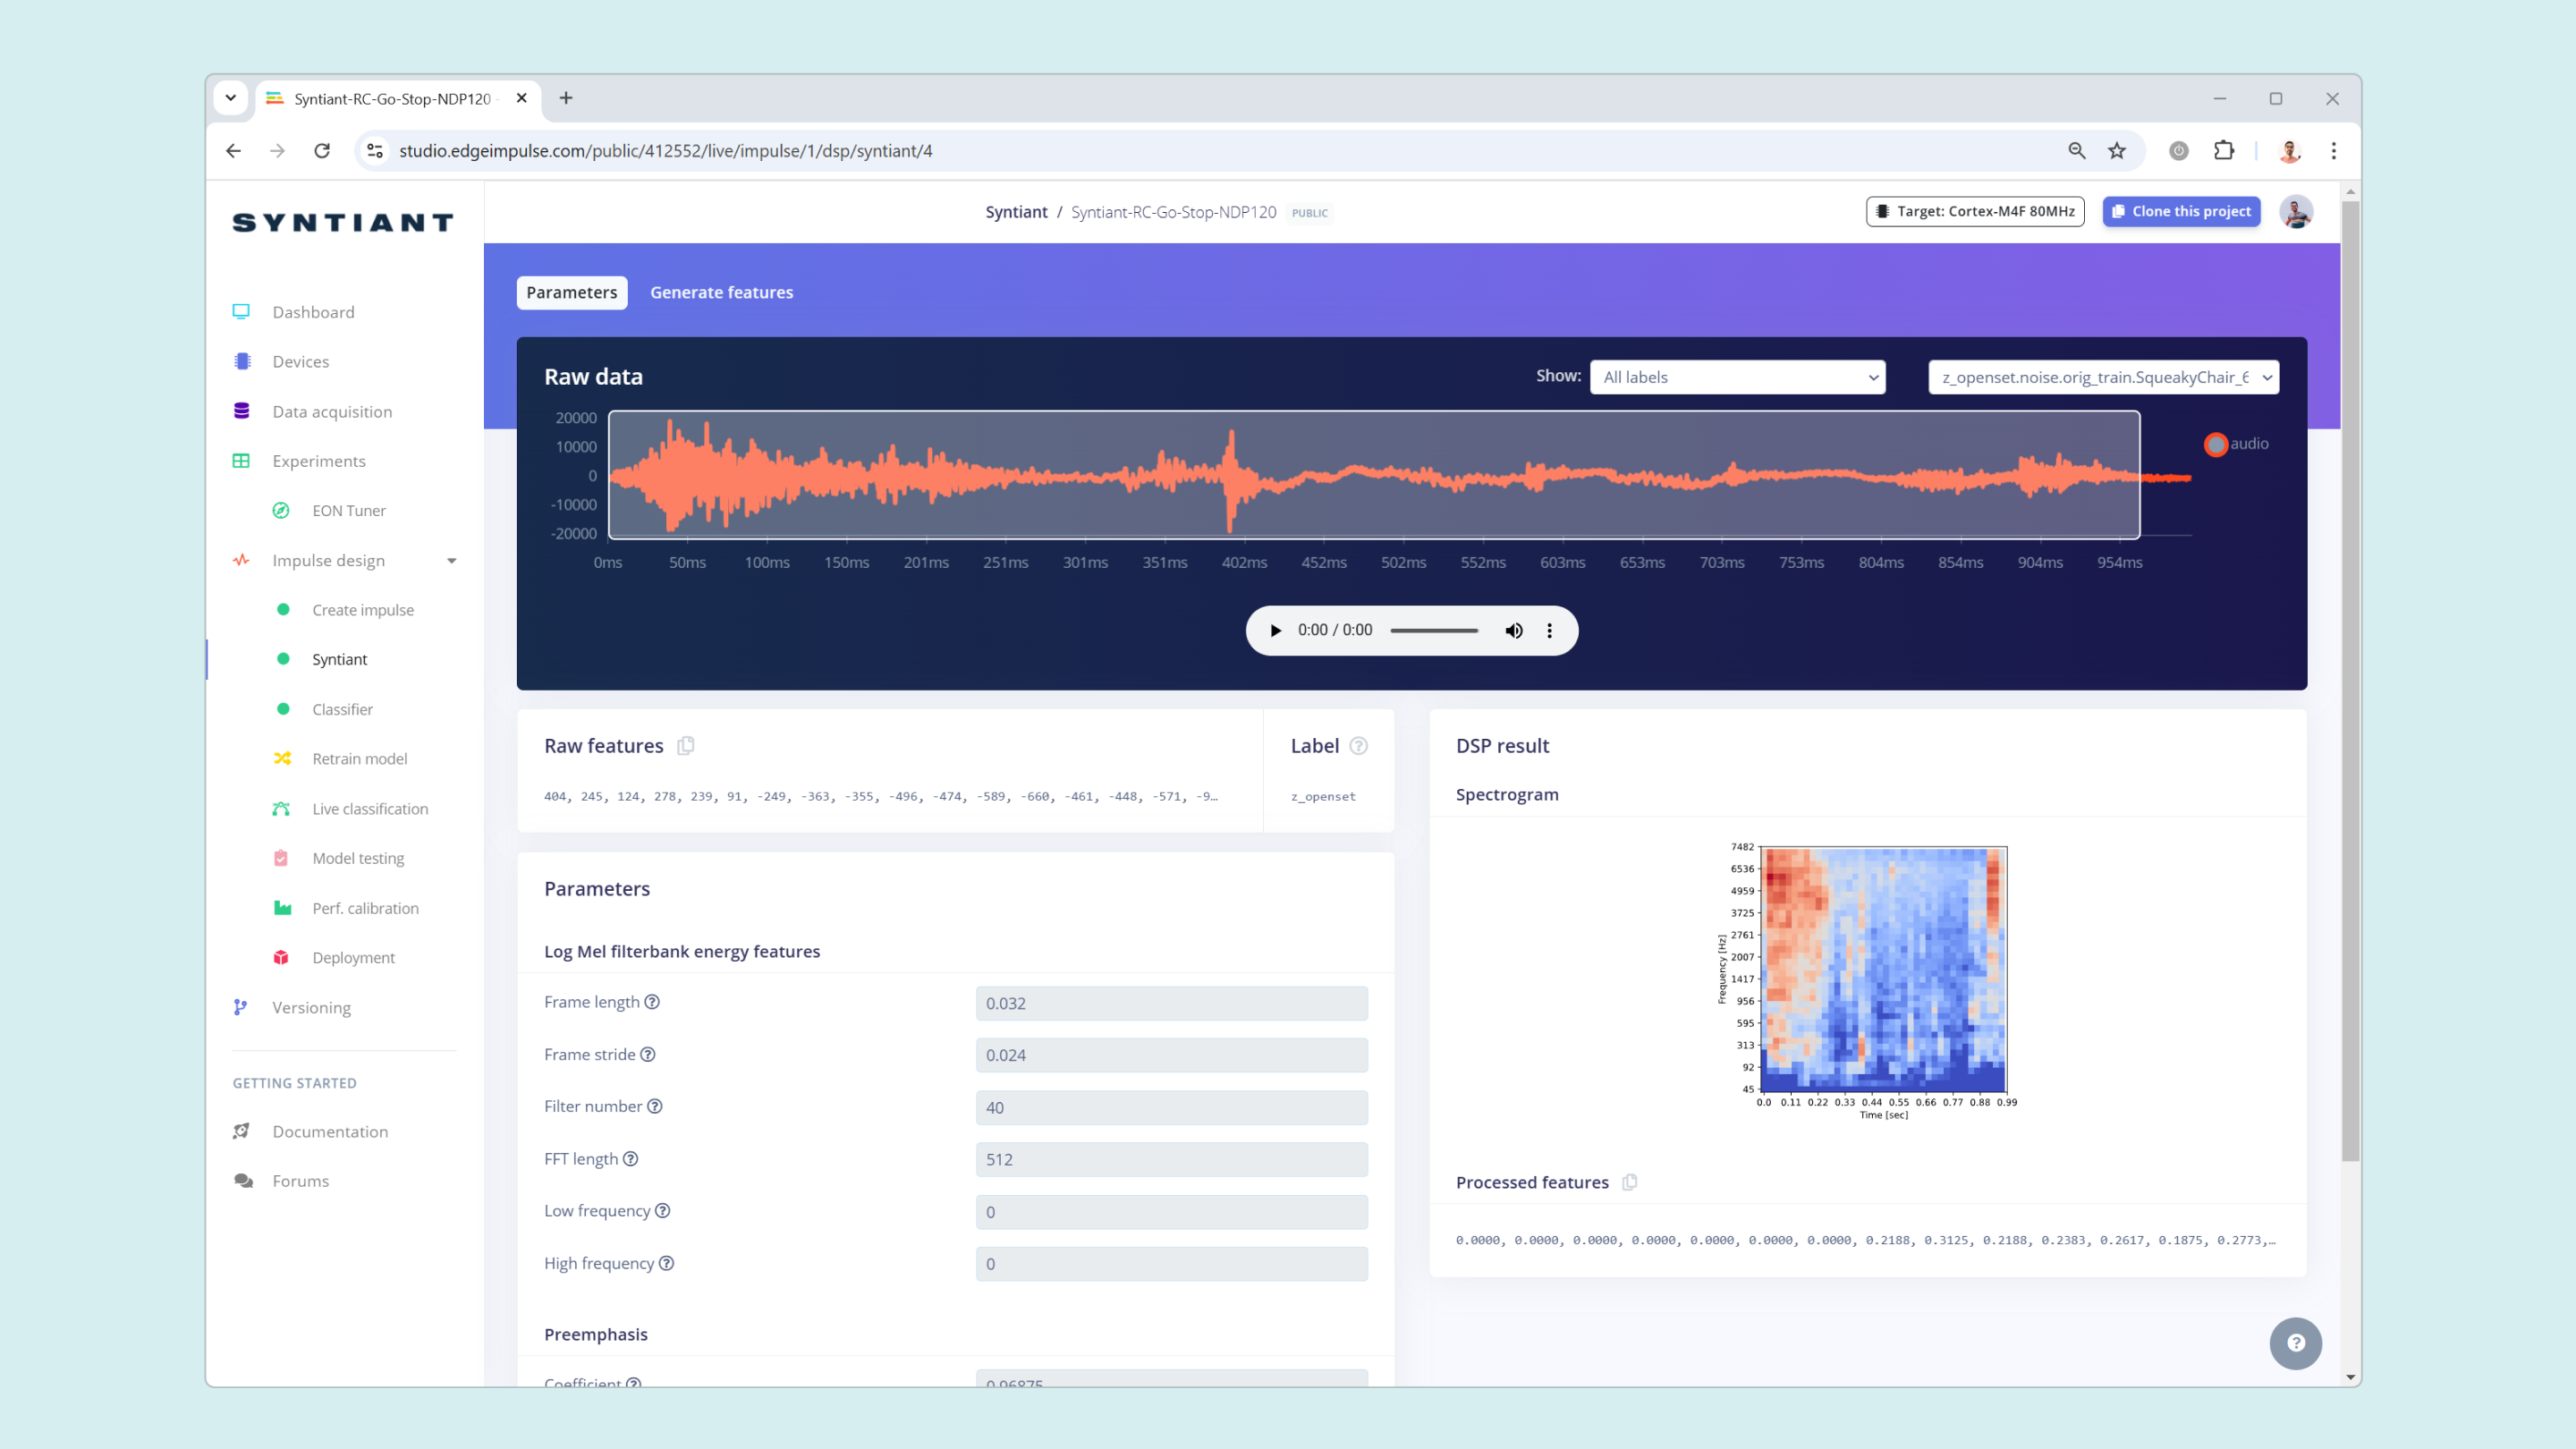 Syntiant-RC-Go-Stop-NDP120 -
studio.edgeimpulse.com/public/412552/live/impulse/1/dsp/syntiant/4
SYNTIANT
Syntiant / Syntiant-RC-Go-Stop-NDP120 PUBLIC
Target: Cortex-M4F 80MHz
Clone this project
Dashboard
Devices
Data acquisition
Experiments
EON Tuner
Impulse design
Create impulse
Syntiant
Classifier
Retrain model
Live classification
Model testing
Perf. calibration
Deployment
Versioning
GETTING STARTED
Documentation
Forums
Parameters
Generate features
Raw data
Show: All labels
z_openset.noise.orig_train.SqueakyChair_6
20000
10000
0
-10000
-20000
0ms 50ms 100ms 150ms 201ms 251ms 301ms 351ms 402ms 452ms 502ms 552ms 603ms 653ms 703ms 753ms 804ms 854ms 904ms 954ms
audio
0:00 / 0:00
Raw features
404, 245, 124, 278, 239, 91, -249, -363, -355, -496, -474, -589, -660, -461, -448, -571, -9…
Label
z_openset
Parameters
Log Mel filterbank energy features
Frame length 0.032
Frame stride 0.024
Filter number 40
FFT length 512
Low frequency 0
High frequency 0
Preemphasis
Coefficient 0.96875
DSP result
Spectrogram
Frequency [Hz]
7482
6536
4959
3725
2761
2007
1417
956
595
313
92
45
0.0 0.11 0.22 0.33 0.44 0.55 0.66 0.77 0.88 0.99
Time [sec]
Processed features
0.0000, 0.0000, 0.0000, 0.0000, 0.0000, 0.0000, 0.0000, 0.2188, 0.3125, 0.2188, 0.2383, 0.2617, 0.1875, 0.2773,…